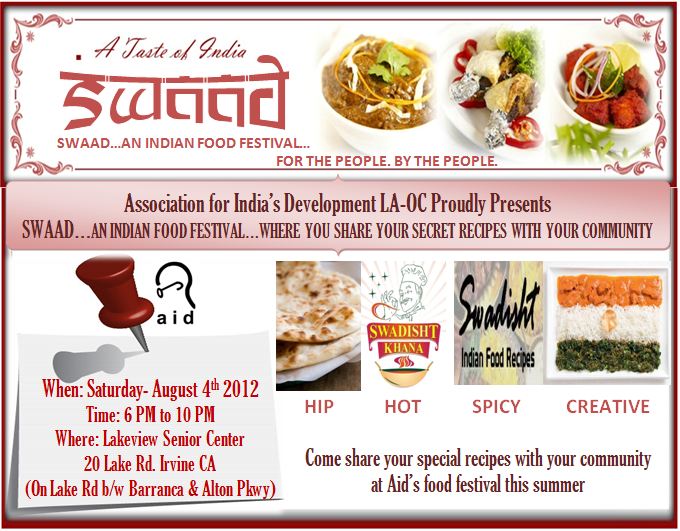 A Taste of India
swaad
SWAAD...AN INDIAN FOOD FESTIVAL..
FOR THE PEOPLE. BY THE PEOPLE.
Association for India's Development LA-OC Proudly Presents
SWAAD...AN INDIAN FOOD FESTIVAL...WHERE YOU SHARE YOUR SECRET RECIPES WITH YOUR COMMUNITY
aid
When: Saturday- August 4th 2012
Time: 6 PM to 10 PM
Where: Lakeview Senior Center
20 Lake Rd. Irvine CA
(On Lake Rd b/w Barranca & Alton Pkwy)
SWADISHT
KHANA
Swadisht
Indian Food Recipes
HIP HOT SPICY CREATIVE
Come share your special recipes with your community
at Aid's food festival this summer